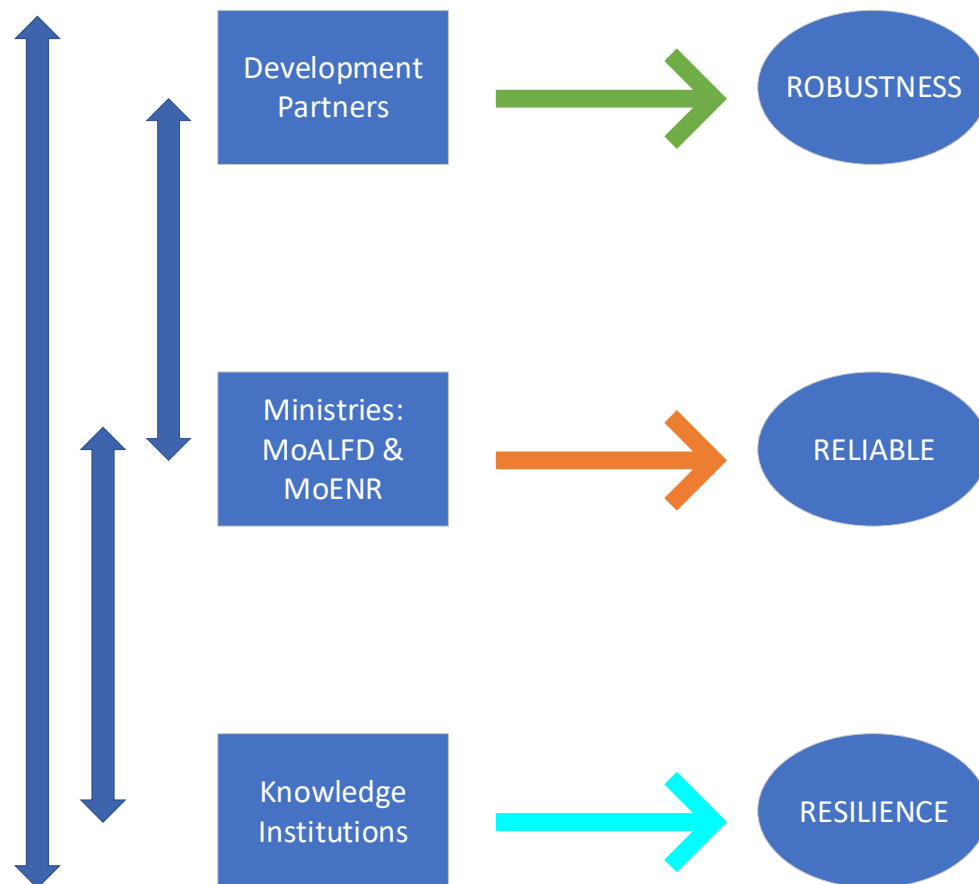 Development
Partners
ROBUSTNESS
Ministries:
MoALFD &
MoENR
RELIABLE
Knowledge
Institutions
RESILIENCE